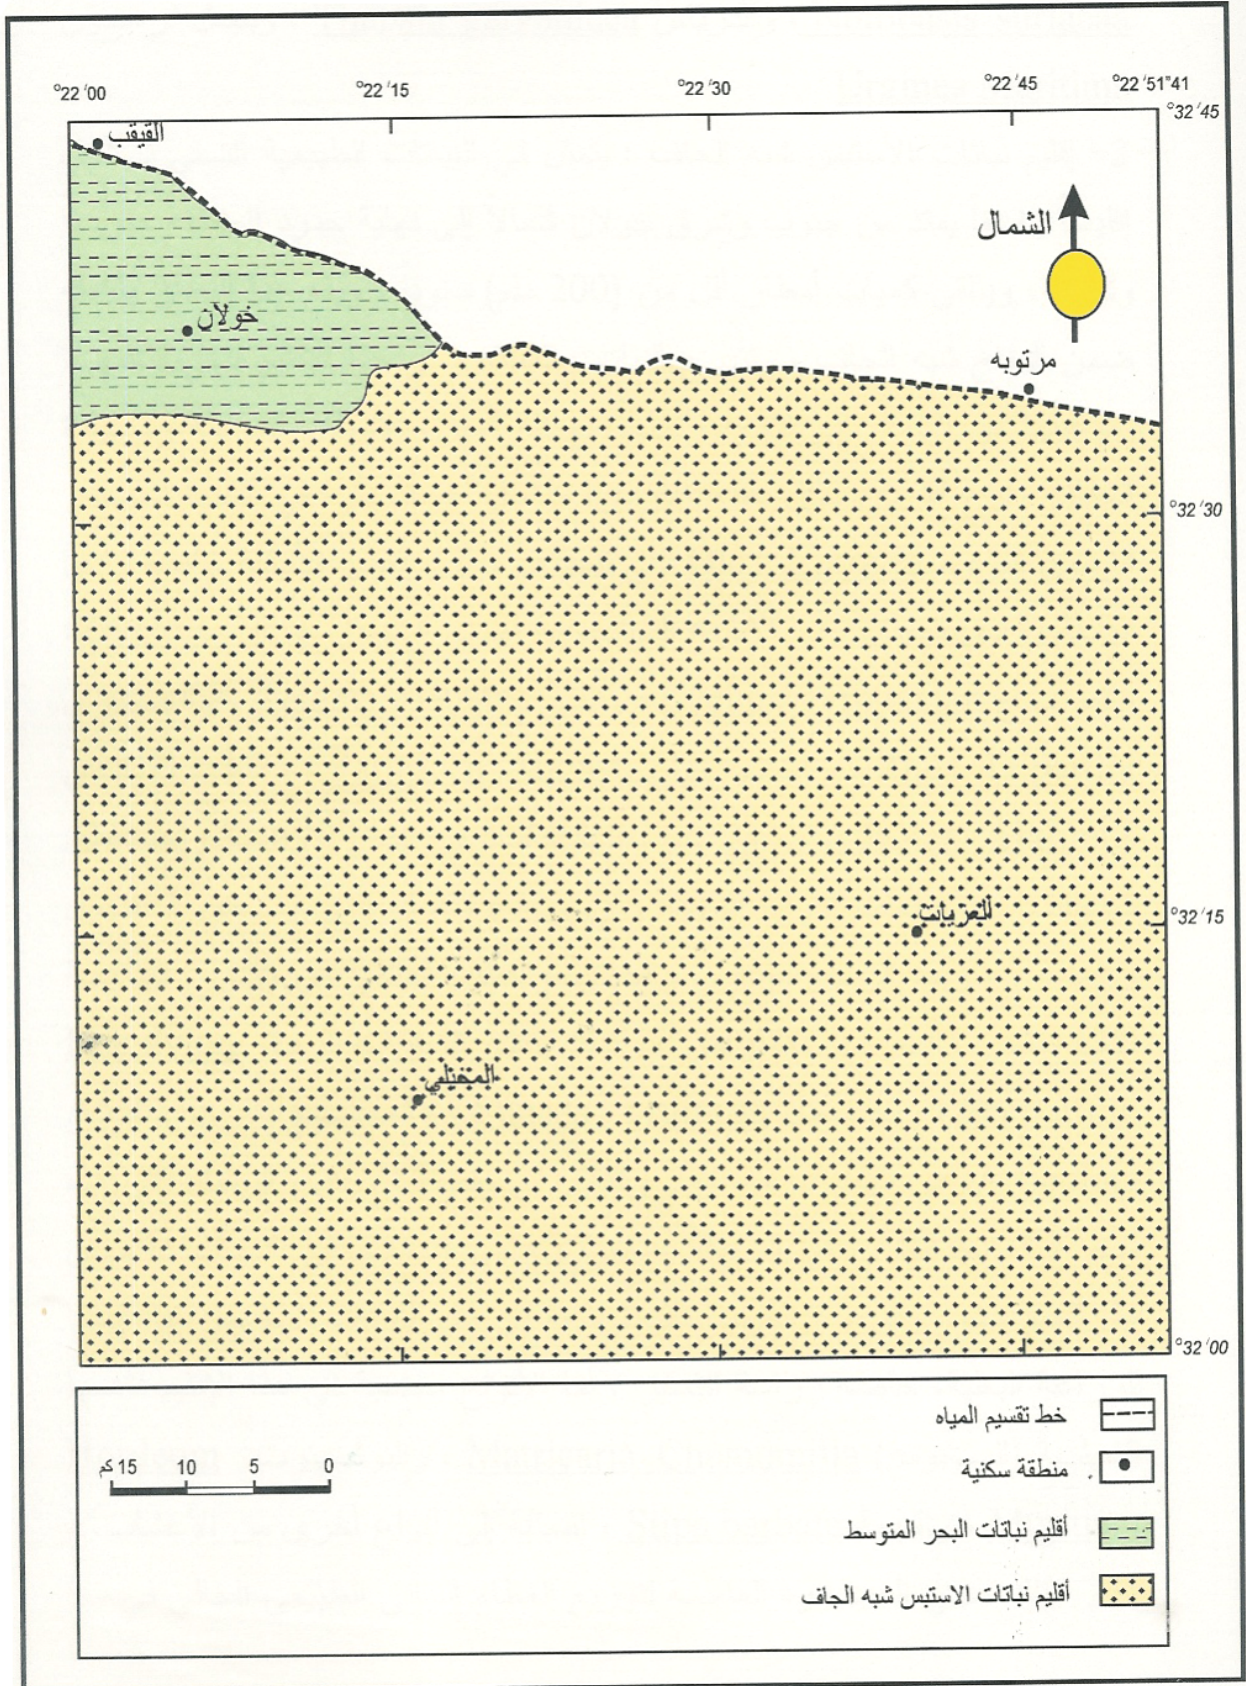 °22 '00
°22 '15
°22 '30
°22 '45
°22 '51"41
°32 '45
القيقب
الشمال
خولان
مرتوبه
°32 '30
العزيات
°32 '15
المخيلي
°32 '00
خط تقسيم المياه
منطقة سكنية
أقليم نباتات البحر المتوسط
أقليم نباتات الاستبس شبه الجاف
0 5 10 15 كم